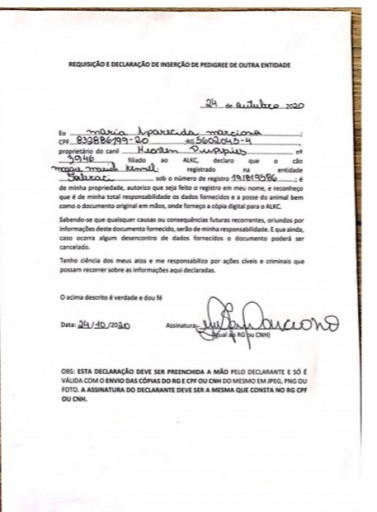 REQUISIÇÃO E DECLARAÇÃO DE INSERÇÃO DE PEDIGREE DE OUTRA ENTIDADE
24 de outubro 2020
Eu maria Aparecida marciona ;
CPF 832886799-20 RG 5602045-4
proprietário do canil Heaven Puppies nº
3946 filiado ao ALKC, declaro que o cão
Kennel registrado na entidade
sob o número de registro 191819586 ; é
de minha propriedade, autorizo que seja feito o registro em meu nome, e reconheço
que é de minha total responsabilidade os dados fornecidos e a posse do animal bem
como o documento original em mãos, onde forneço a cópia digital para o ALKC.
Sabendo-se que quaisquer causas ou consequências futuras recorrentes, oriundos por
informações deste documento fornecido, serão de minha responsabilidade. E que ainda,
caso ocorra algum desencontro de dados fornecidos o documento poderá ser
cancelado.
Tenho ciência dos meus atos e me responsabilizo por ações cíveis e criminais que
possam recorrer sobre as informações aqui declaradas.
O acima descrito é verdade e dou fé
Data: 24/10/2020 Assinatura:
(Igual ao RG ou CNH)
OBS: ESTA DECLARAÇÃO DEVE SER PREENCHIDA A MÃO PELO DECLARANTE E SÓ É
VÁLIDA COM O ENVIO DAS CÓPIAS DO RG E CPF OU CNH DO MESMO EM JPEG, PNG OU
FOTO. A ASSINATURA DO DECLARANTE DEVE SER A MESMA QUE CONSTA NO RG CPF
OU CNH.